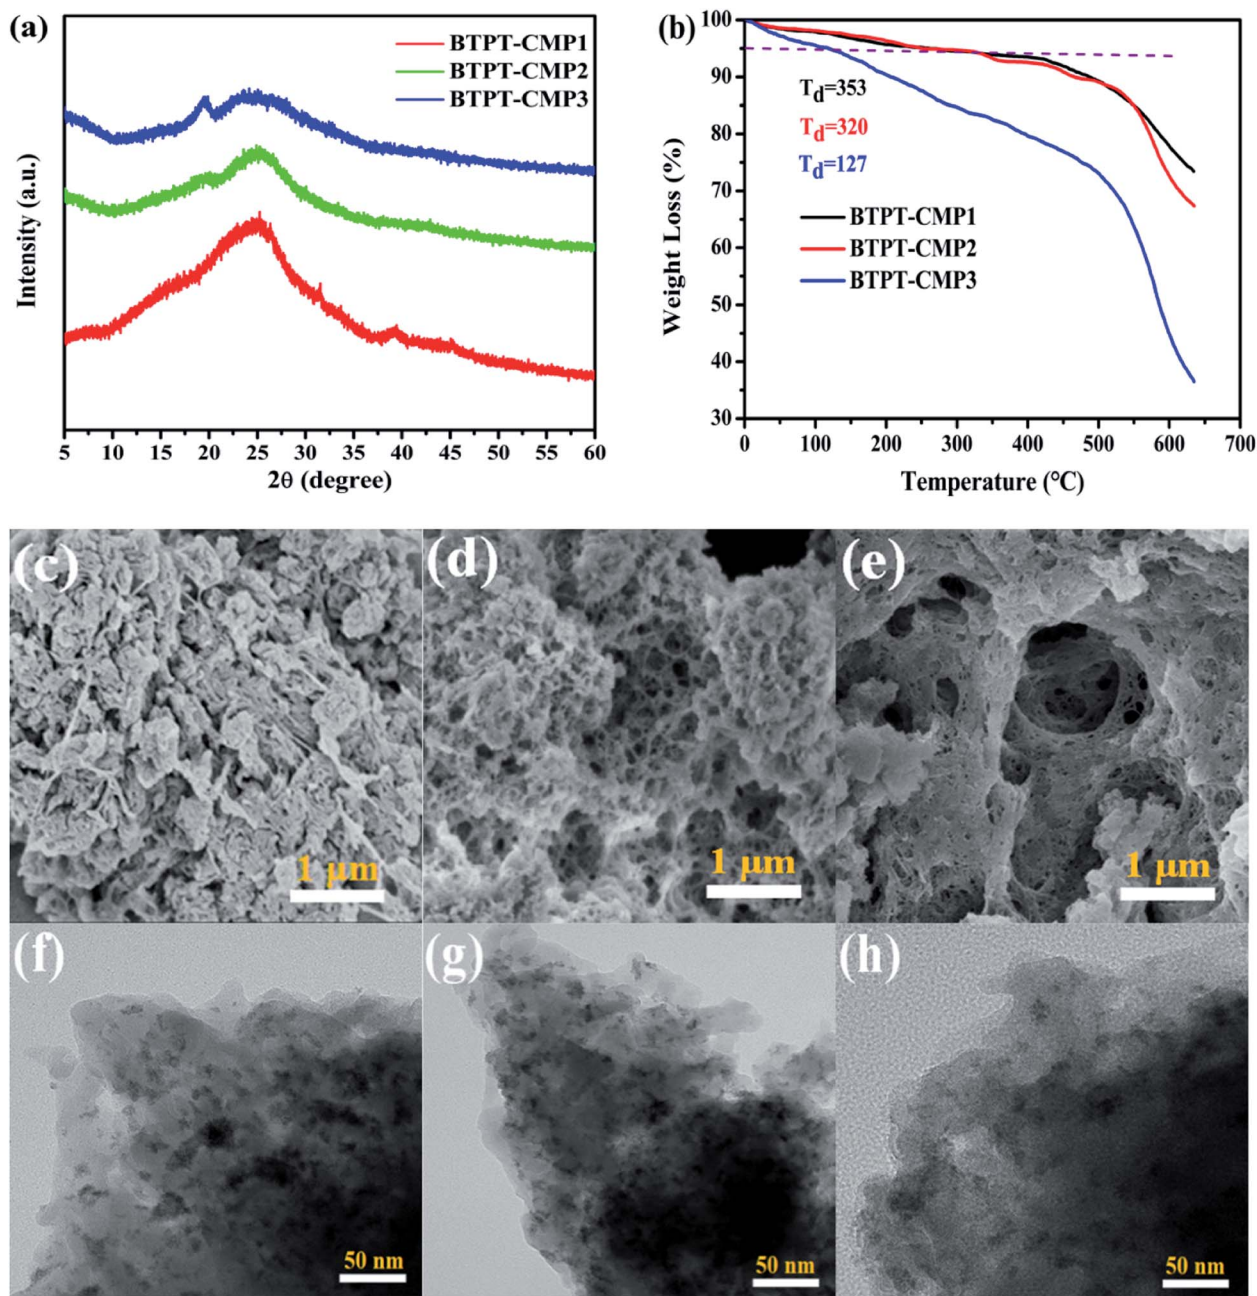 (a)
BTPT-CMP1
BTPT-CMP2
BTPT-CMP3
Intensity (a.u.)
5 10 15 20 25 30 35 40 45 50 55 60
2θ (degree)
(b)
100
90
80
70
60
50
40
30
Weight Loss (%)
Td=353
Td=320
Td=127
BTPT-CMP1
BTPT-CMP2
BTPT-CMP3
0 100 200 300 400 500 600 700
Temperature (°C)
(c)
1 μm
(d)
1 μm
(e)
1 μm
(f)
50 nm
(g)
50 nm
(h)
50 nm